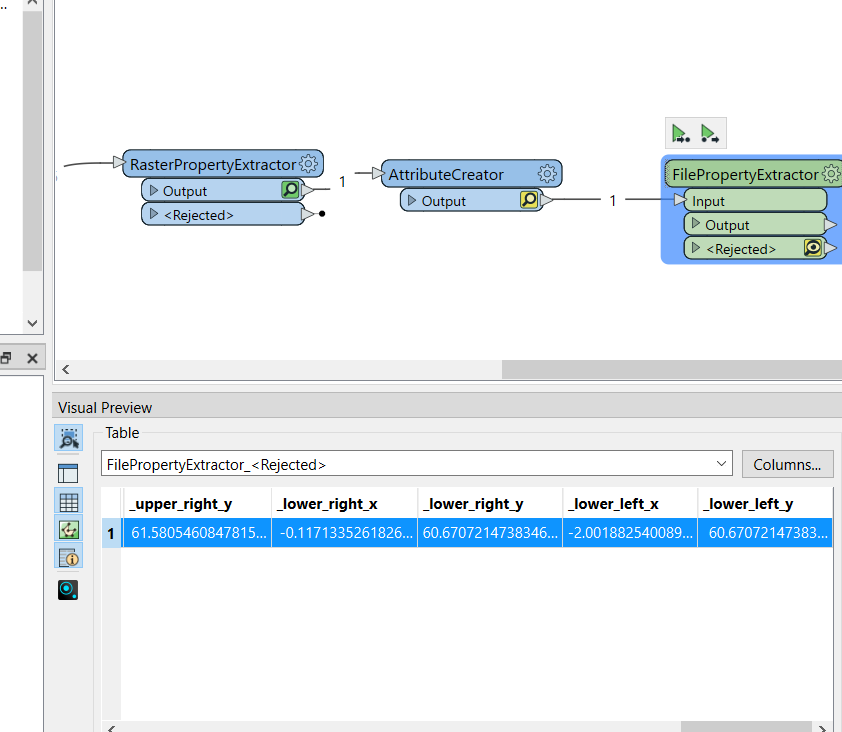 ..
RasterPropertyExtractor
Output
<Rejected>
1
AttributeCreator
Output
1
FilePropertyExtractor
Input
Output
<Rejected>
Visual Preview
Table
FilePropertyExtractor_<Rejected>
Columns...
_upper_right_y _lower_right_x _lower_right_y _lower_left_x _lower_left_y
1 61.5805460847815... -0.1171335261826... 60.6707214738346... -2.001882540089... 60.67072147383...